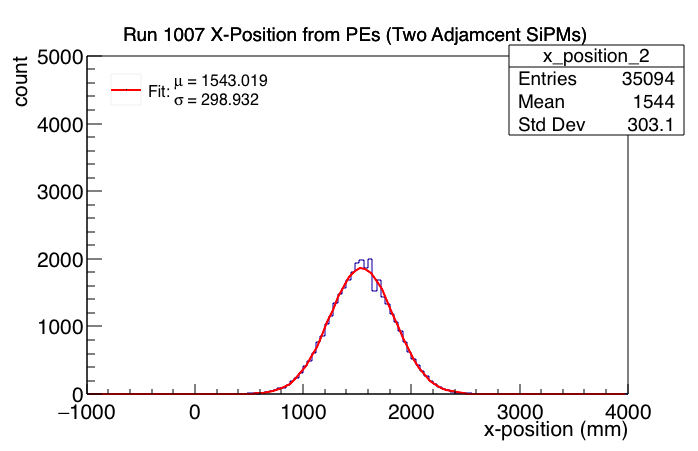 Run 1007 X-Position from PEs (Two Adjamcent SiPMs)
x_position_2
Entries 35094
Mean 1544
Std Dev 303.1
Fit: μ = 1543.019
σ = 298.932
count
5000
4000
3000
2000
1000
0
−1000 0 1000 2000 3000 4000
x-position (mm)